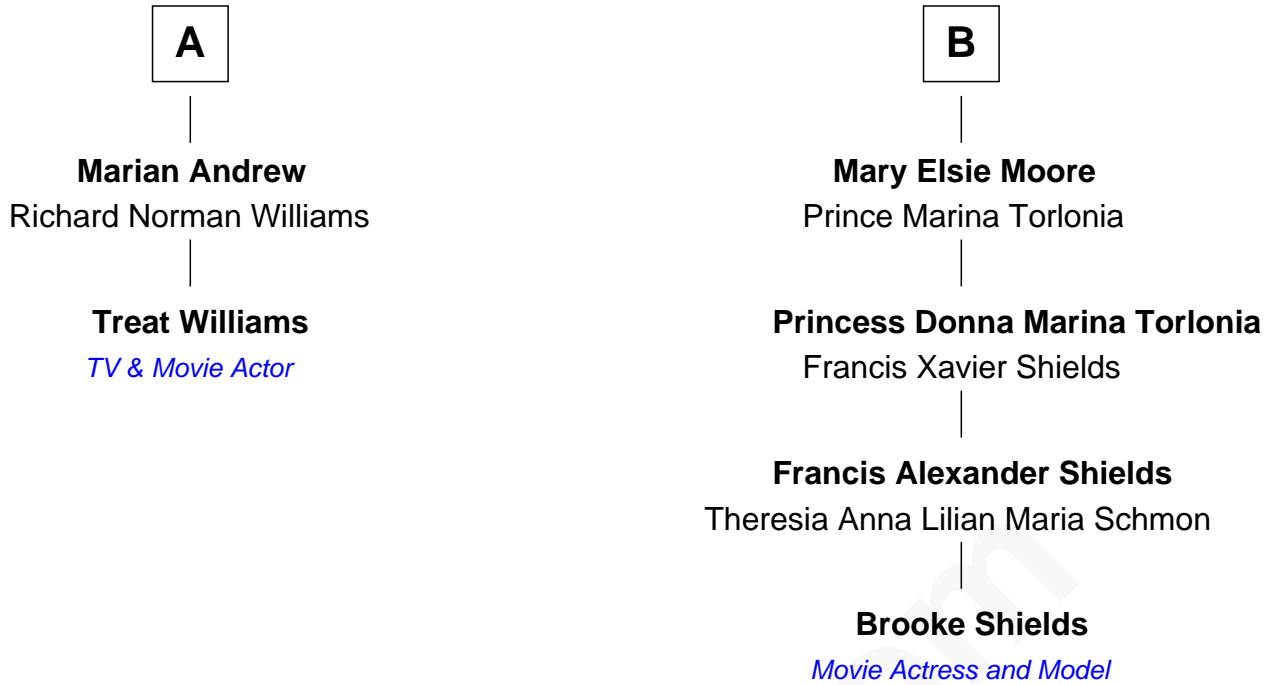 A
Marian Andrew
Richard Norman Williams
Treat Williams
TV & Movie Actor
B
Mary Elsie Moore
Prince Marina Torlonia
Princess Donna Marina Torlonia
Francis Xavier Shields
Francis Alexander Shields
Theresia Anna Lilian Maria Schmon
Brooke Shields
Movie Actress and Model